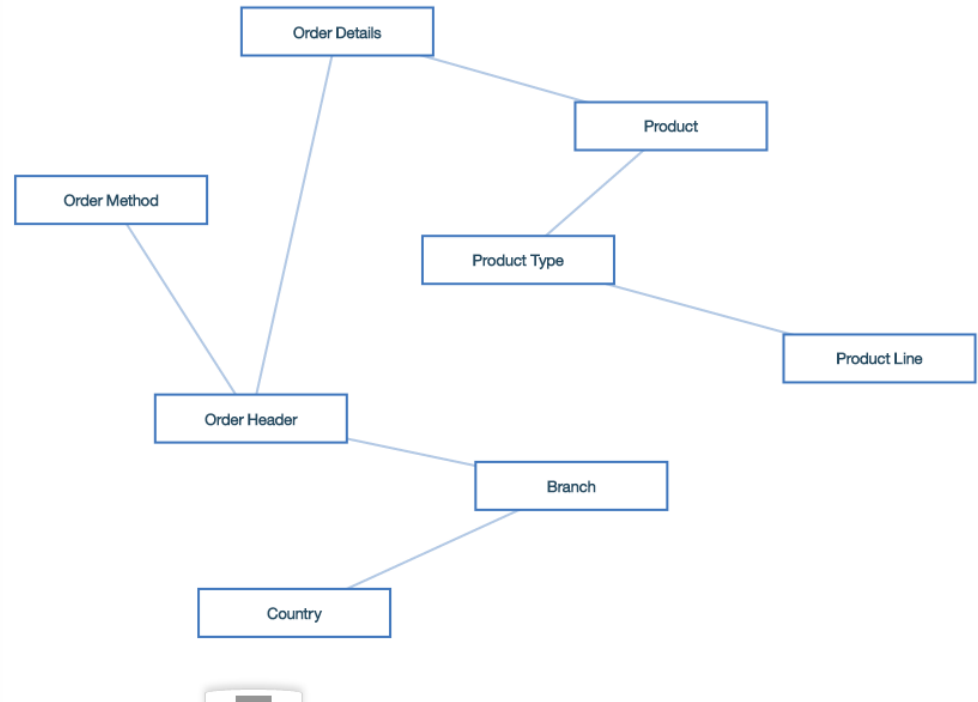 Order Details
Product
Order Method
Product Type
Product Line
Order Header
Branch
Country